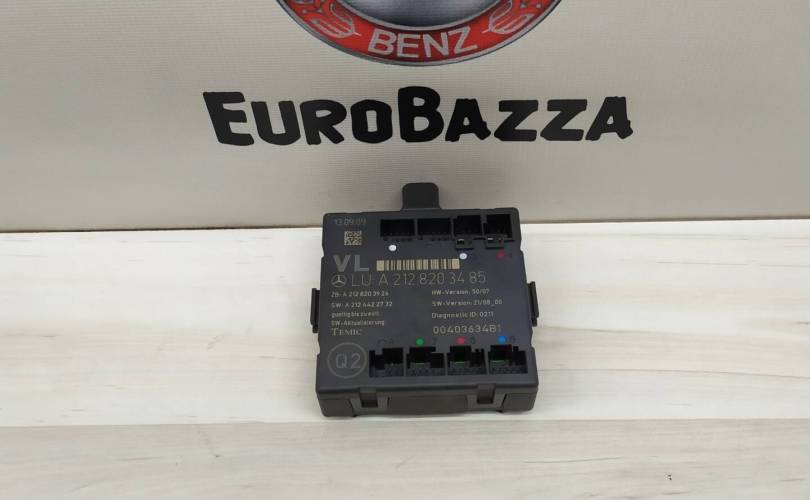 BENZ
EUROBAZZA
13.09.09
VL
LU: A 212 820 34 85
ZB: A 212 820 39 26
SW: A 212 442 27 32
gueltig bis zu evtl.
SW-Aktualisierung
TEMIC
HW-Version: 50/07
SW-Version: 21/08_00
Diagnostic ID: 0211
00403634B1
Q2